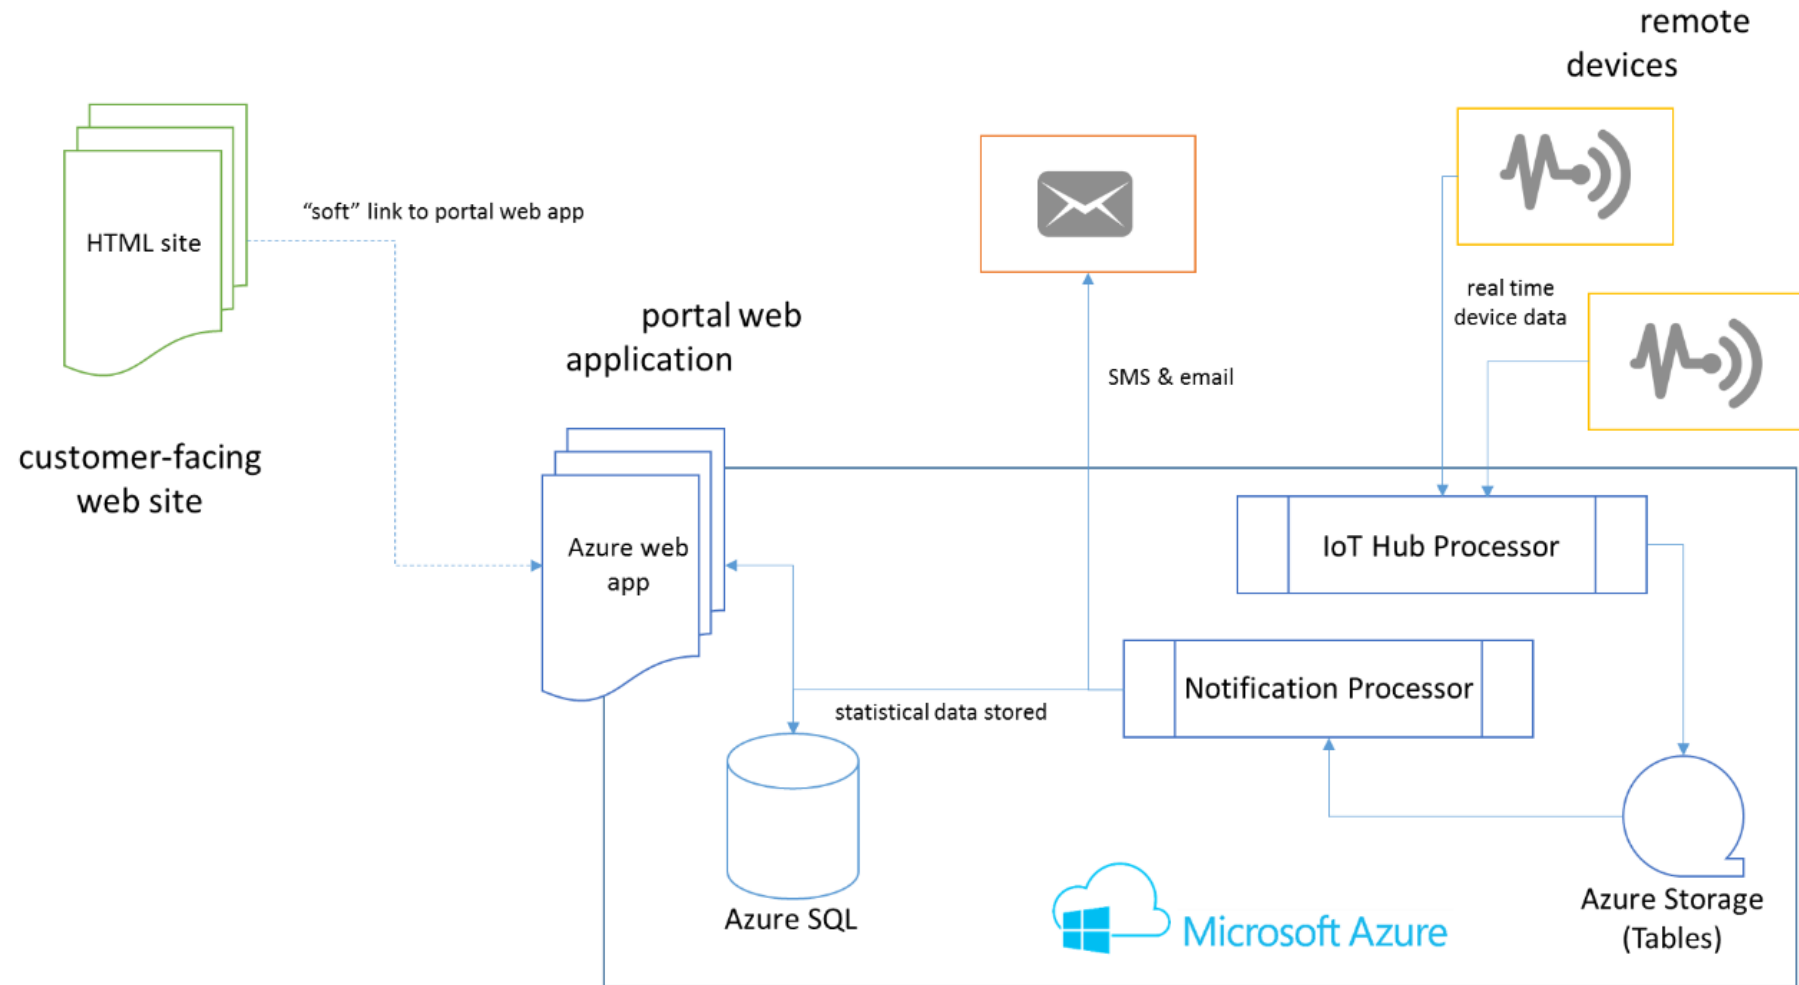 remote
devices
"soft" link to portal web app
HTML site
real time
device data
portal web
application
SMS & email
customer-facing
web site
Azure web
app
IoT Hub Processor
Notification Processor
statistical data stored
Azure SQL
Azure Storage
(Tables)
Microsoft Azure